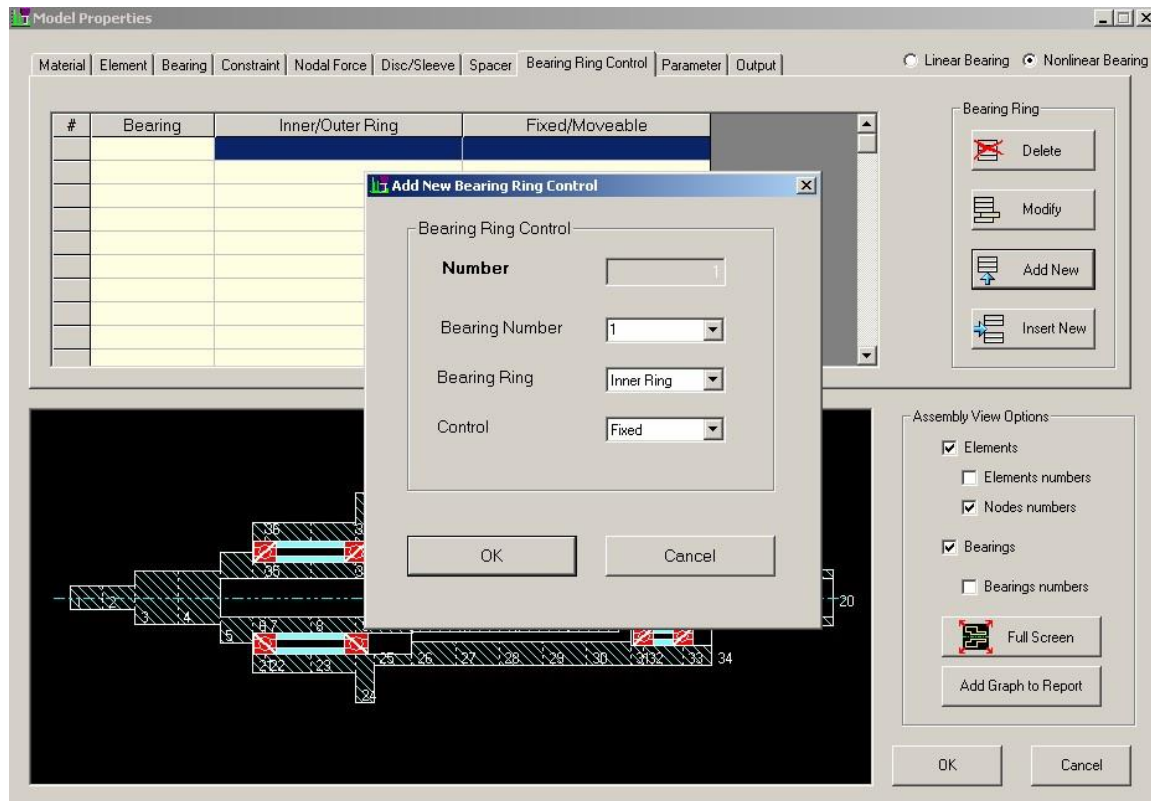 Model Properties
Material Element Bearing Constraint Nodal Force Disc/Sleeve Spacer Bearing Ring Control Parameter Output
Linear Bearing Nonlinear Bearing
# Bearing Inner/Outer Ring Fixed/Moveable
Bearing Ring
Delete
Modify
Add New
Insert New
Add New Bearing Ring Control
Bearing Ring Control
Number 1
Bearing Number 1
Bearing Ring Inner Ring
Control Fixed
OK Cancel
Assembly View Options
Elements
Elements numbers
Nodes numbers
Bearings
Bearings numbers
Full Screen
Add Graph to Report
OK Cancel
36
35
1 2 3 4 20
5 7 8
22 23 25 26 27 28 29 30 32 33 34
24